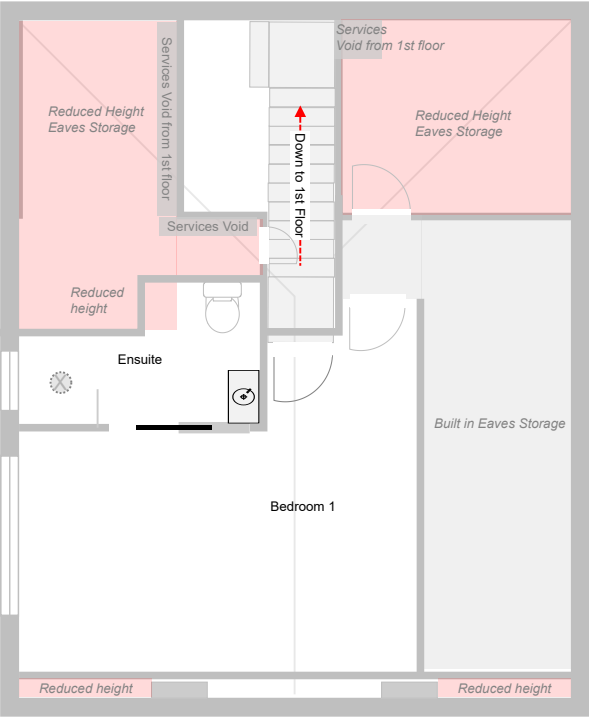 Services
Void from 1st floor
Services Void from 1st floor
Reduced Height
Eaves Storage
Reduced Height
Eaves Storage
Down to 1st Floor
Services Void
Reduced
height
Ensuite
Built in Eaves Storage
Bedroom 1
Reduced height
Reduced height